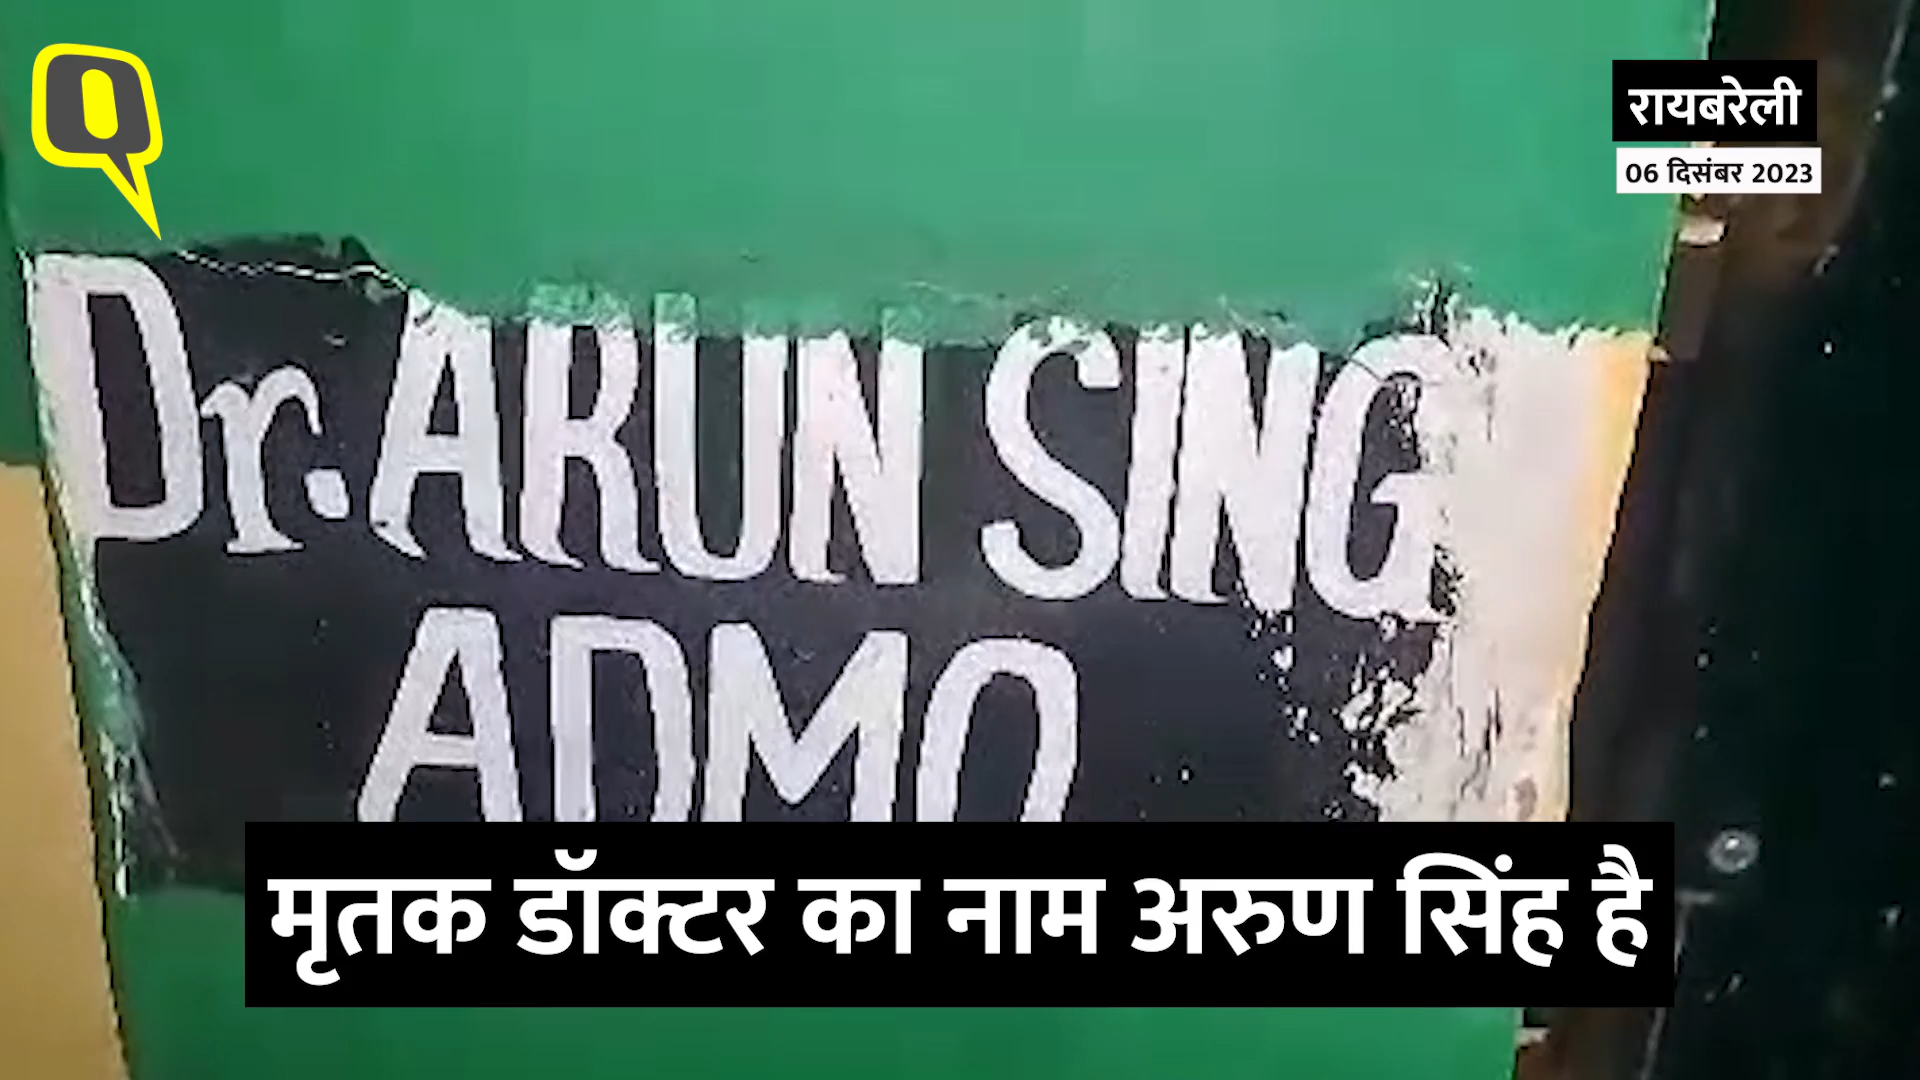 रायबरेली
06 दिसंबर 2023
Dr. ARUN SING
ADMO
मृतक डॉक्टर का नाम अरुण सिंह है